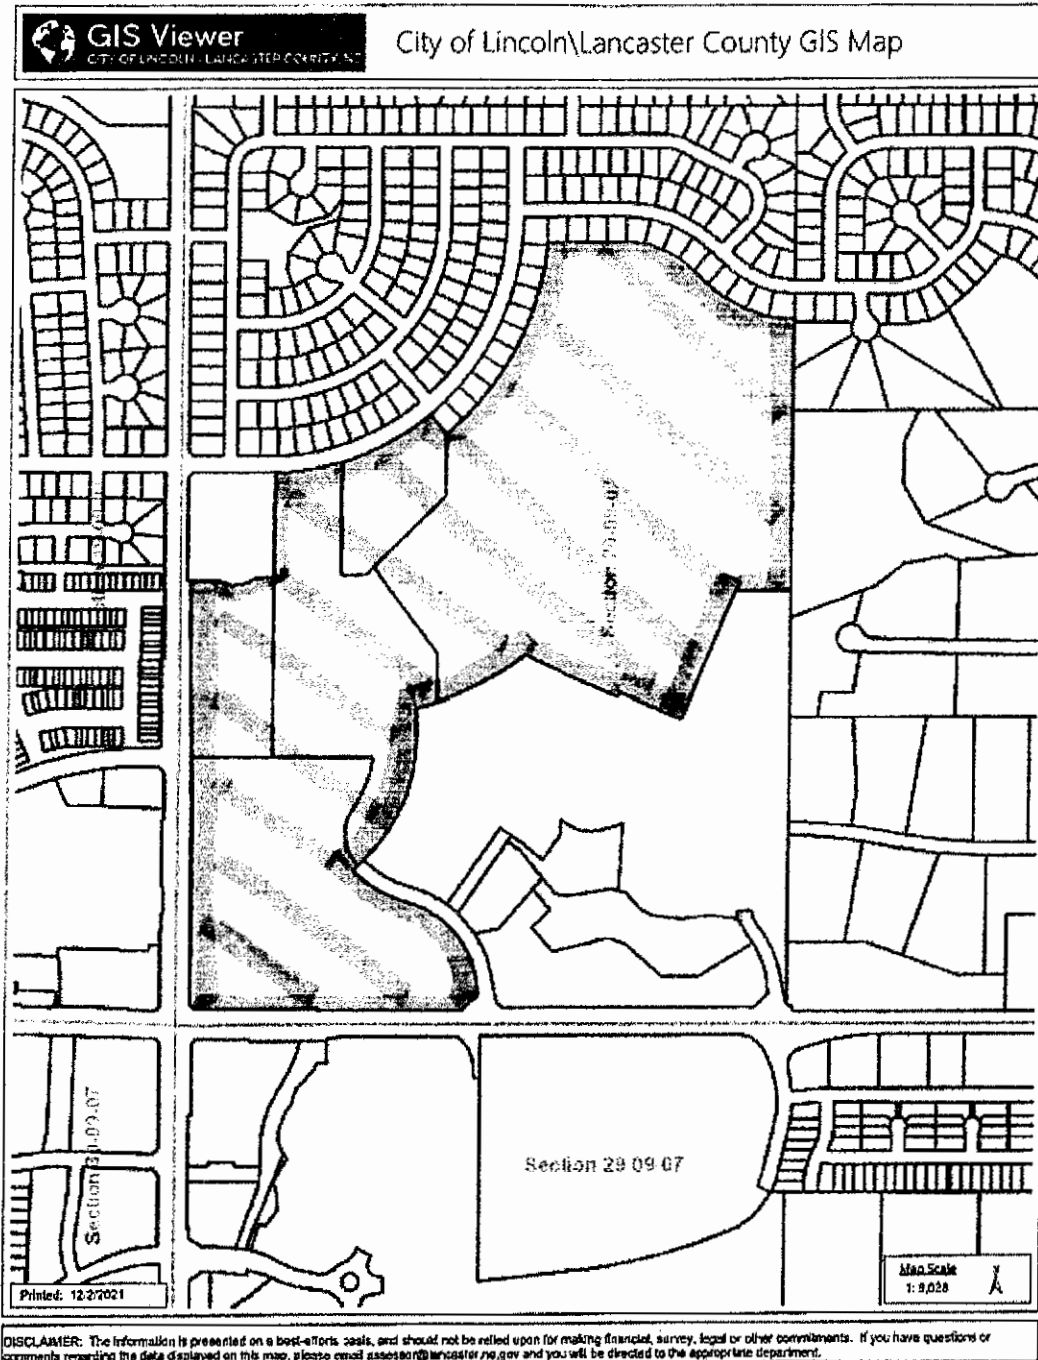 GIS Viewer
CITY OF LINCOLN - LANCASTER COUNTY, NE
City of Lincoln\Lancaster County GIS Map
Section 29 09 07
Printed: 12/2/2021
Map Scale
1: 9,028
DISCLAIMER: The information is presented on a best-efforts basis, and should not be relied upon for making financial, survey, legal or other commitments. If you have questions or
comments regarding the data displayed on this map, please email assessor@lancaster.ne.gov and you will be directed to the appropriate department.